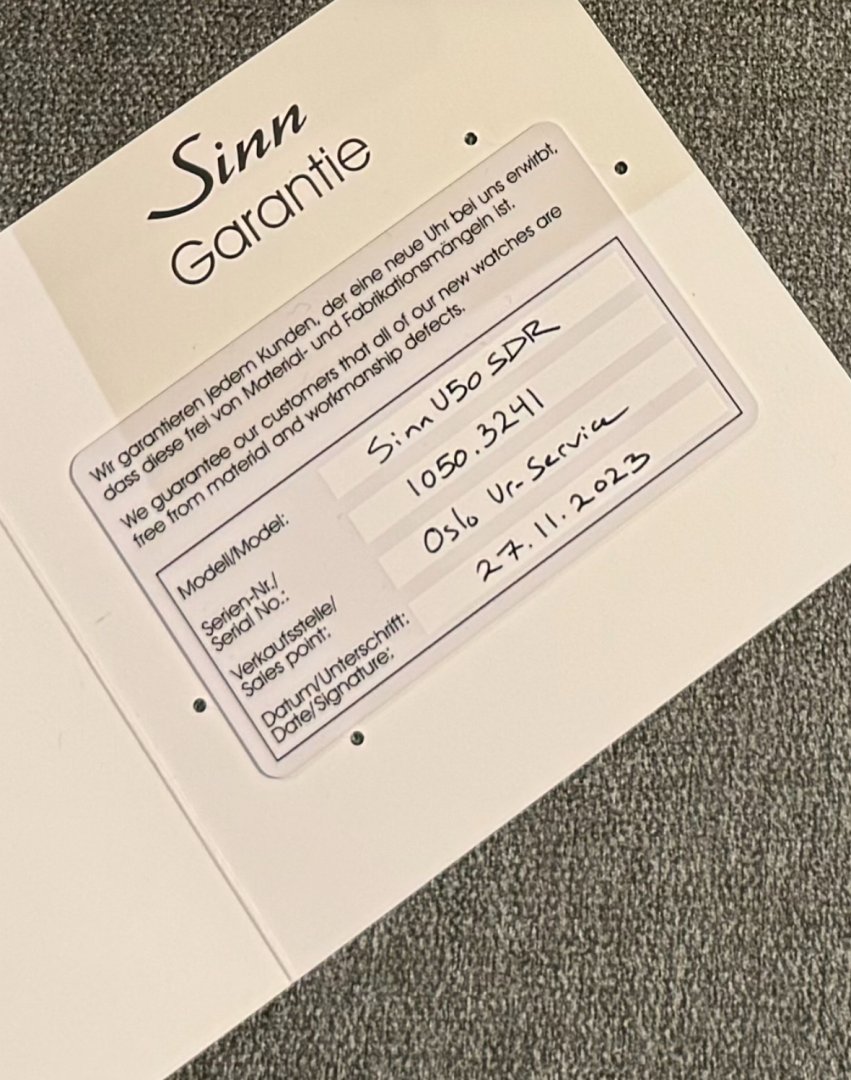 Sinn
Garantie
Wir garantieren jedem Kunden, der eine neue Uhr bei uns erwirbt,
dass diese frei von Material- und Fabrikationsmängeln ist.
We guarantee our customers that all of our new watches are
free from material and workmanship defects.
Modell/Model: Sinn U50 SDR
Serien-Nr./
Serial No.: 1050.3241
Verkaufsstelle/
Sales point: Oslo Ur-Service
Datum/Unterschrift:
Date/Signature: 27.11.2023